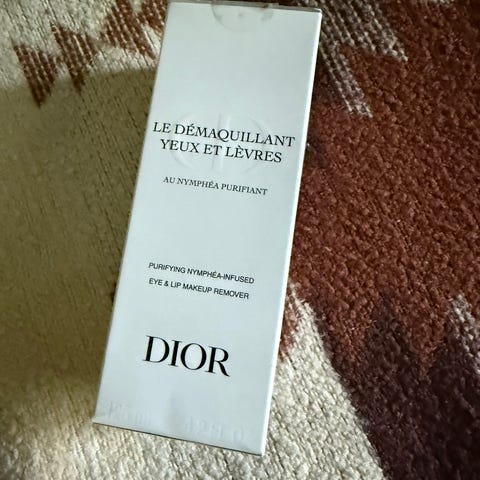 LE DÉMAQUILLANT
YEUX ET LÈVRES
AU NYMPHÉA PURIFIANT
PURIFYING NYMPHÉA-INFUSED
EYE & LIP MAKEUP REMOVER
DIOR